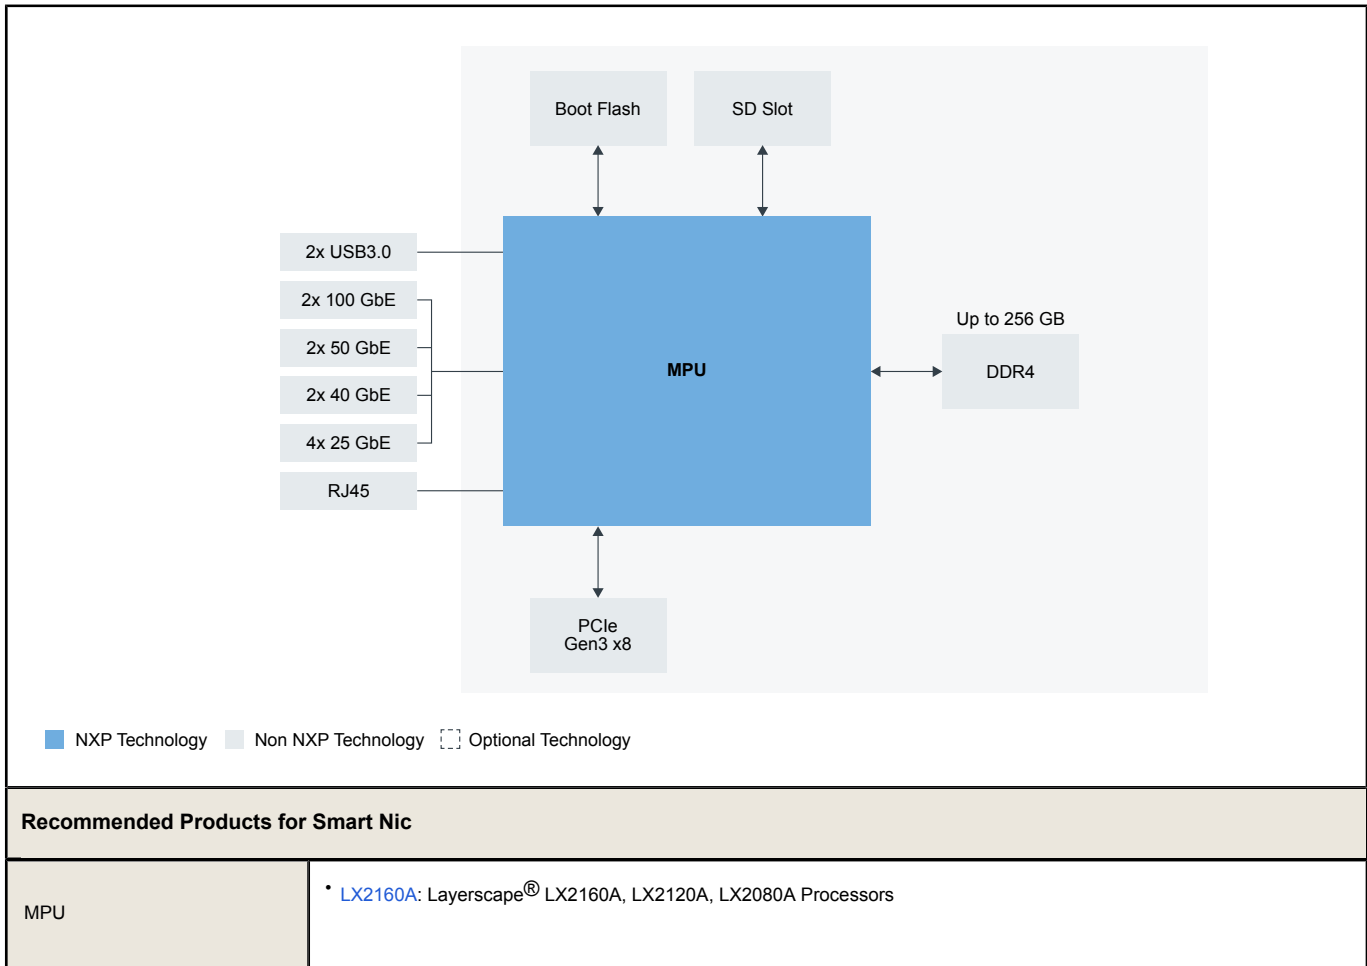 Boot Flash
SD Slot
2x USB3.0
2x 100 GbE
2x 50 GbE
2x 40 GbE
4x 25 GbE
RJ45
MPU
Up to 256 GB
DDR4
PCIe
Gen3 x8
NXP Technology
Non NXP Technology
Optional Technology
Recommended Products for Smart Nic
MPU
• LX2160A: Layerscape® LX2160A, LX2120A, LX2080A Processors